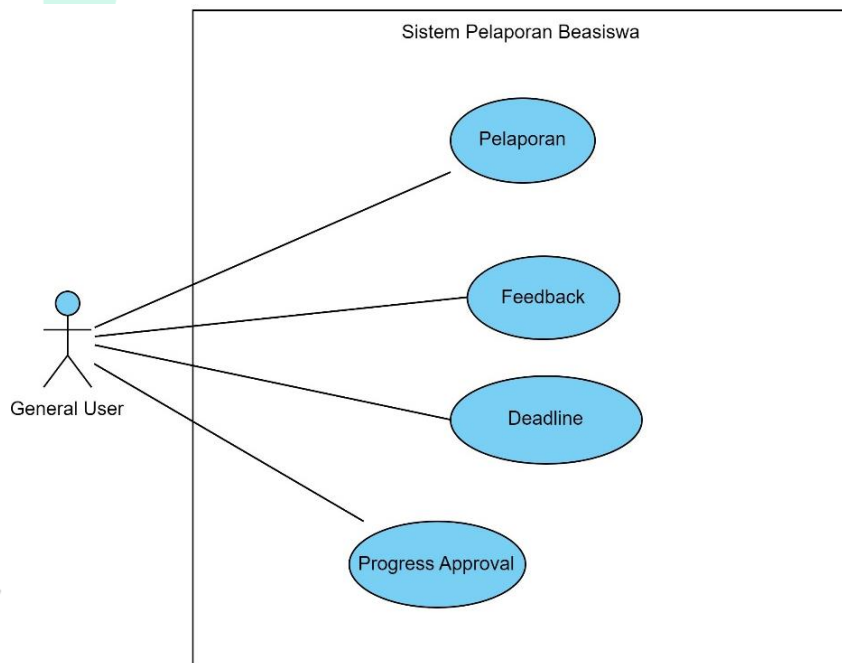 Sistem Pelaporan Beasiswa
Pelaporan
Feedback
General User
Deadline
Progress Approval